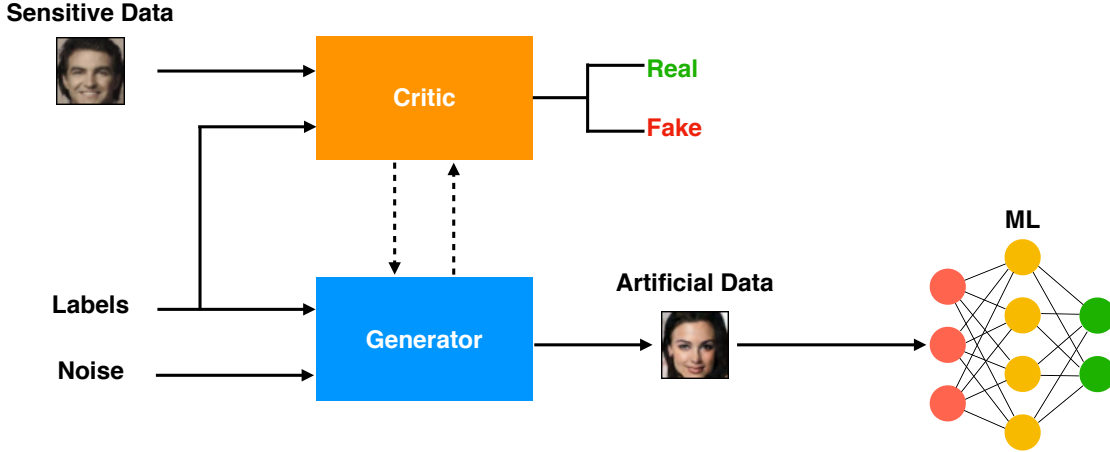 Sensitive Data
Critic
Real
Fake
ML
Artificial Data
Labels
Generator
Noise